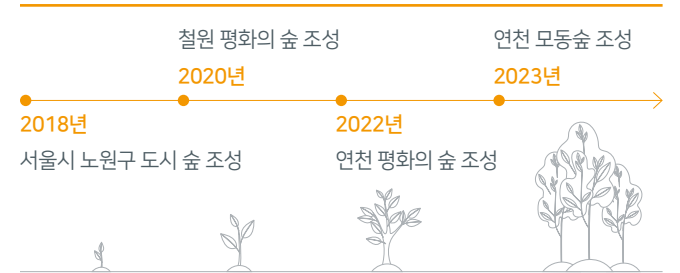 철원 평화의 숲 조성
2020년
연천 모동숲 조성
2023년
2018년
서울시 노원구 도시 숲 조성
2022년
연천 평화의 숲 조성